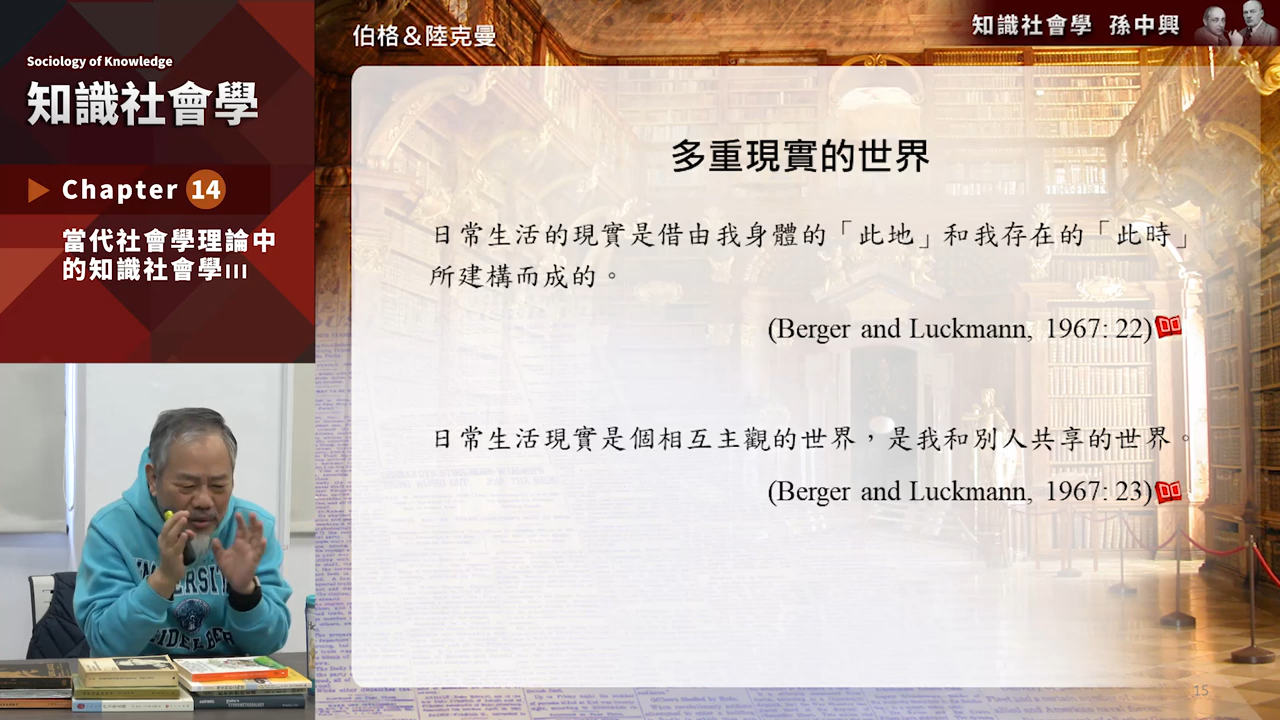 Sociology of Knowledge
知識社會學
Chapter 14
當代社會學理論中
的知識社會學III
伯格＆陸克曼
知識社會學 孫中興
多重現實的世界
日常生活的現實是借由我身體的「此地」和我存在的「此時」
所建構而成的。
(Berger and Luckmann, 1967: 22)
日常生活現實是個相互主觀的世界，是我和別人共享的世界。
(Berger and Luckmann, 1967: 23)
15